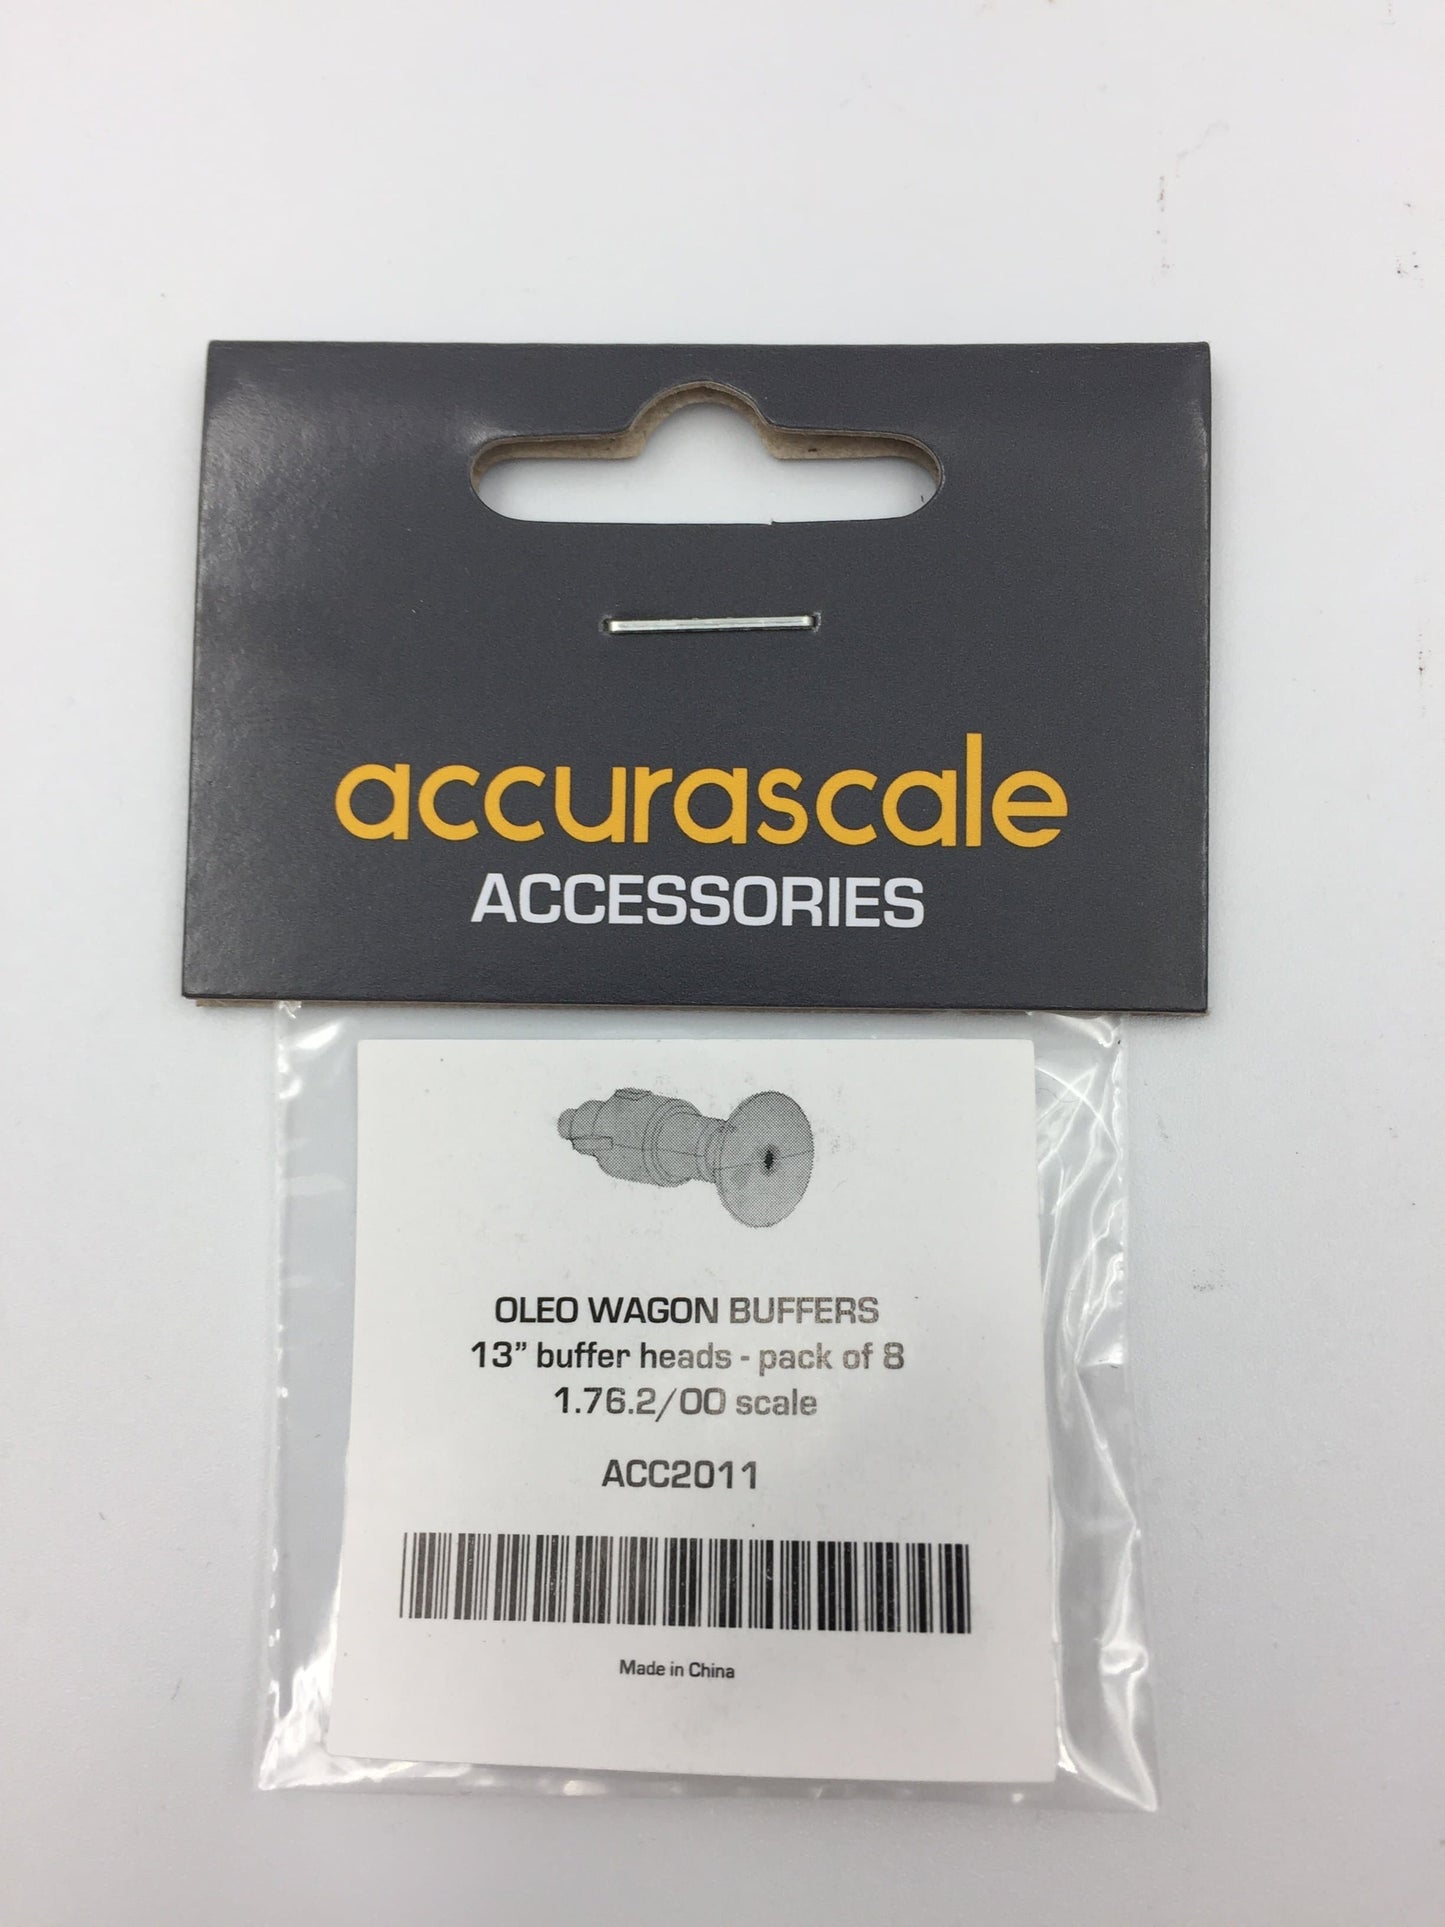 accurascale
ACCESSORIES
OLEO WAGON BUFFERS
13” buffer heads - pack of 8
1.76.2/00 scale
ACC2011
Made in China